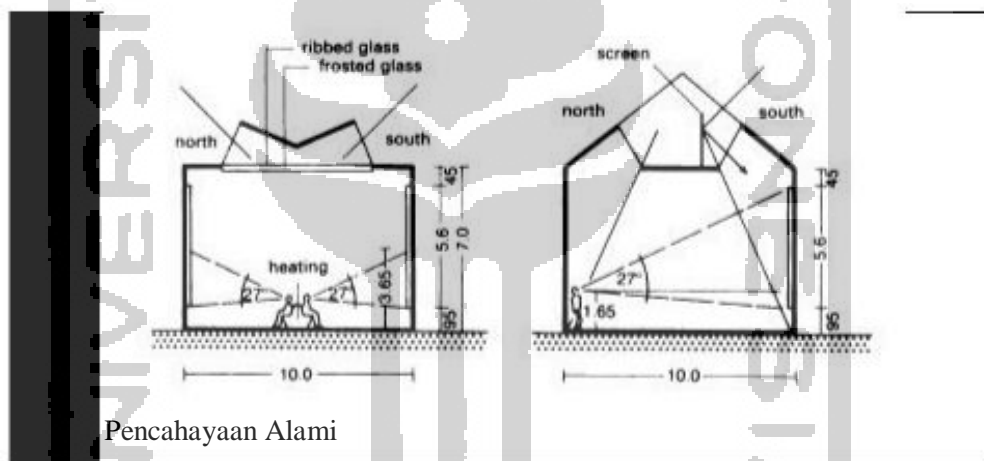 ribbed glass
frosted glass
north
south
45
5.6
7.0
heating
27°
27°
3.65
95
10.0
screen
north
south
45
5.6
27°
1.65
95
10.0
Pencahayaan Alami